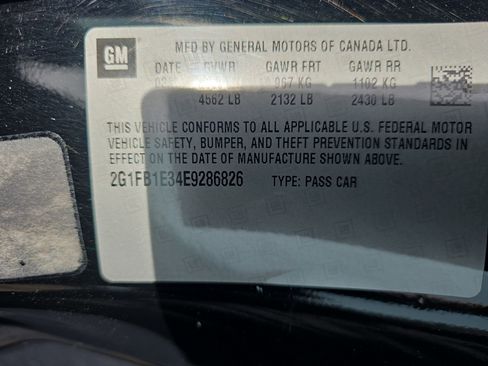 GM
MFD BY GENERAL MOTORS OF CANADA LTD.
DATE GVWR GAWR FRT GAWR RR
967 KG 1102 KG
4562 LB 2132 LB 2430 LB
THIS VEHICLE CONFORMS TO ALL APPLICABLE U.S. FEDERAL MOTOR
VEHICLE SAFETY, BUMPER, AND THEFT PREVENTION STANDARDS
IN EFFECT ON THE DATE OF MANUFACTURE SHOWN ABOVE.
2G1FB1E34E9286826 TYPE: PASS CAR